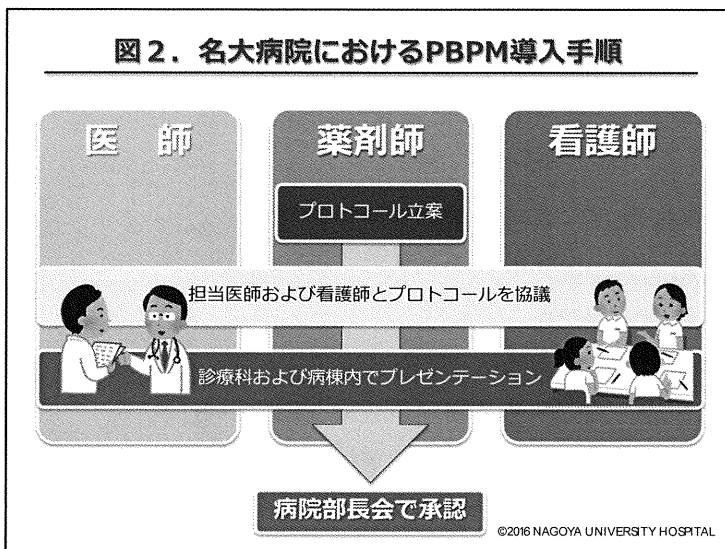 図２．名大病院におけるPBPM導入手順
医　師
薬剤師
看護師
プロトコール立案
担当医師および看護師とプロトコールを協議
診療科および病棟内でプレゼンテーション
病院部長会で承認
©2016 NAGOYA UNIVERSITY HOSPITAL